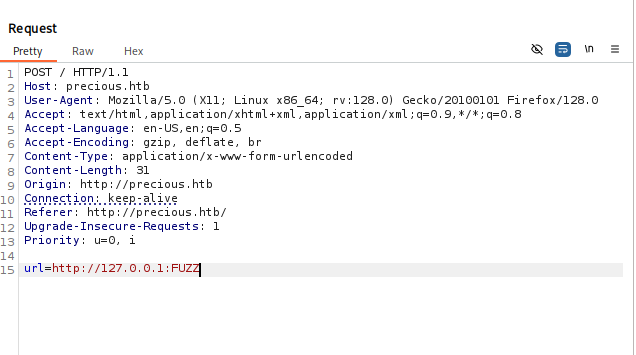 Request
Pretty Raw Hex \n
1 POST / HTTP/1.1
2 Host: precious.htb
3 User-Agent: Mozilla/5.0 (X11; Linux x86_64; rv:128.0) Gecko/20100101 Firefox/128.0
4 Accept: text/html,application/xhtml+xml,application/xml;q=0.9,*/*;q=0.8
5 Accept-Language: en-US,en;q=0.5
6 Accept-Encoding: gzip, deflate, br
7 Content-Type: application/x-www-form-urlencoded
8 Content-Length: 31
9 Origin: http://precious.htb
10 Connection: keep-alive
11 Referer: http://precious.htb/
12 Upgrade-Insecure-Requests: 1
13 Priority: u=0, i
14
15 url=http://127.0.0.1:FUZZ